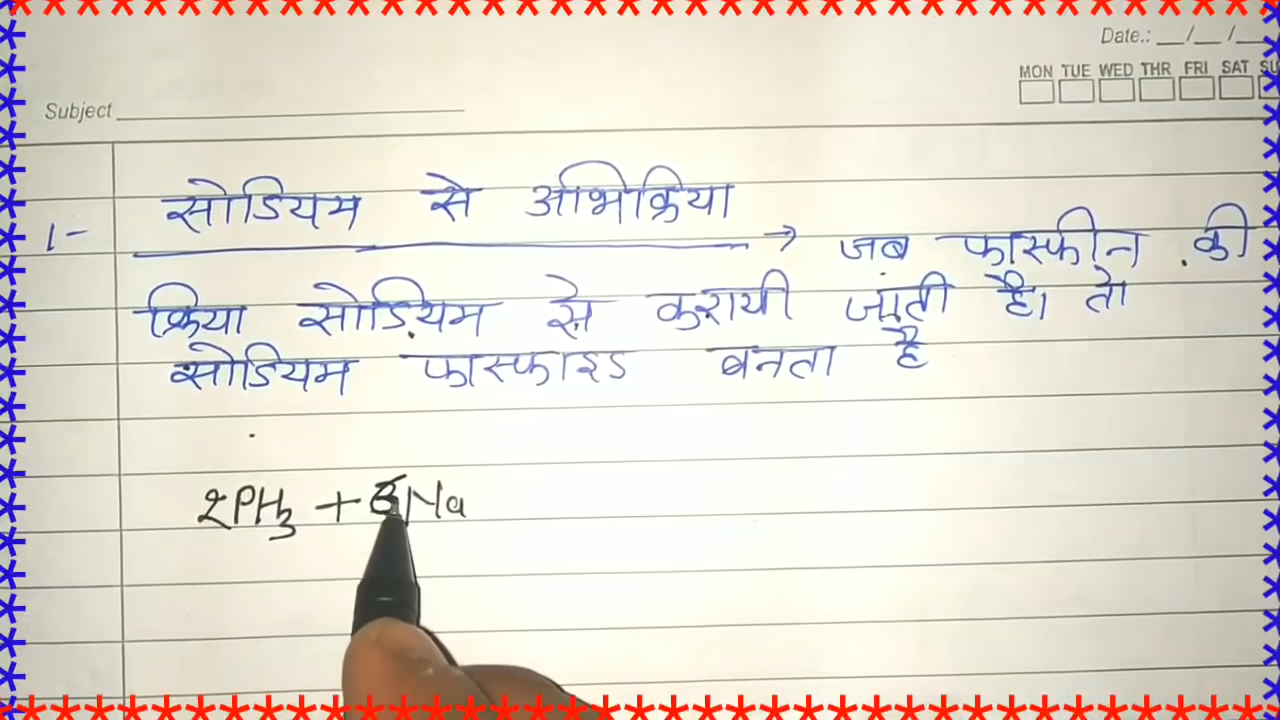 Date.: __/__/__
MON TUE WED THR FRI SAT SU
Subject
1- सोडियम से अभिक्रिया → जब फास्फीन की
क्रिया सोडियम से करायी जाती है। तो
सोडियम फास्फाइड बनता है
2PH3 + 6Na